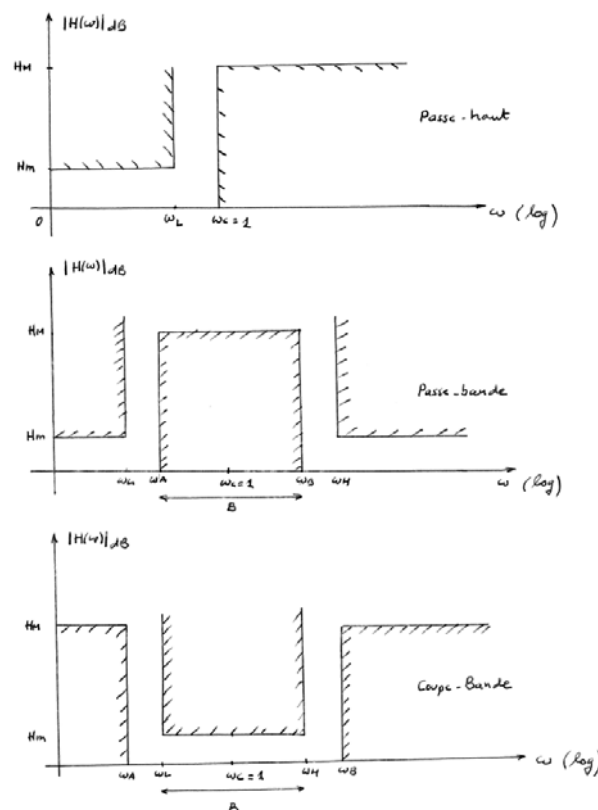 |H(ω)|dB
HM
Passe-haut
Hm
0
ωL
ωc=1
ω (log)
|H(ω)|dB
HM
Passe-bande
Hm
ωL
ωA
ωc=1
ωB
ωH
ω (log)
B
|H(ω)|dB
HM
Coupe-Bande
Hm
ωA
ωL
ωc=1
ωH
ωB
ω (log)
B